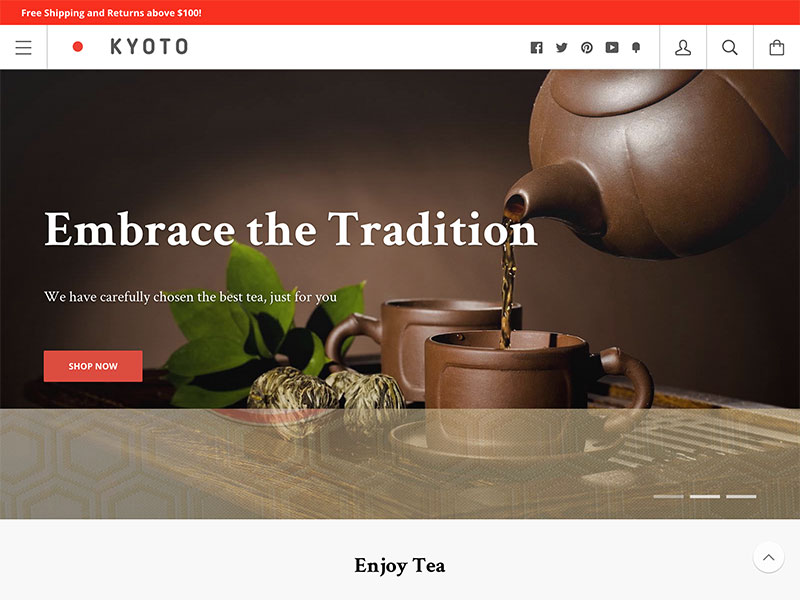 Free Shipping and Returns above $100!
KYOTO
Embrace the Tradition
We have carefully chosen the best tea, just for you
SHOP NOW
Enjoy Tea